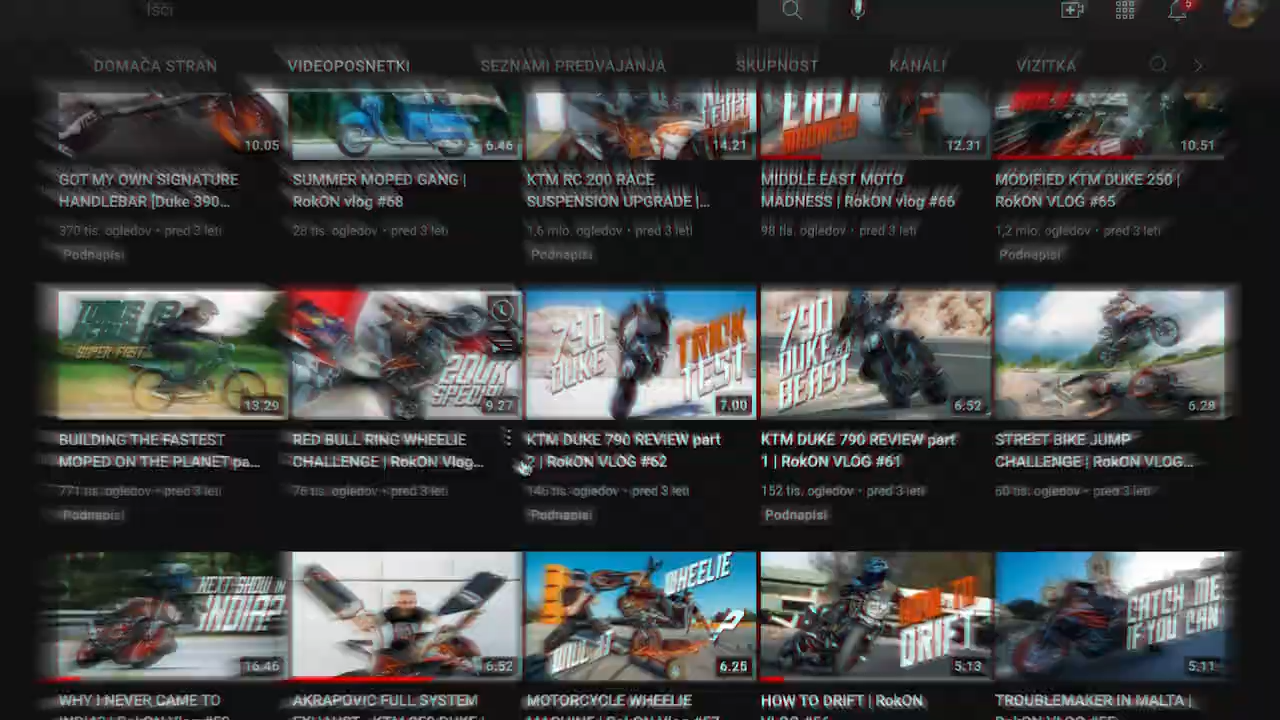 Išči
5
DOMAČA STRAN VIDEOPOSNETKI SEZNAMI PREDVAJANJA SKUPNOST KANALI VIZITKA
EAST
MADNESS
10.05 6.46 14.21 12.31 10.51
GOT MY OWN SIGNATURE
HANDLEBAR [Duke 390...
370 tis. ogledov • pred 3 leti
Podnapisi
SUMMER MOPED GANG |
RokON vlog #68
28 tis. ogledov • pred 3 leti
KTM RC 200 RACE
SUSPENSION UPGRADE |...
1,6 mio. ogledov • pred 3 leti
Podnapisi
MIDDLE EAST MOTO
MADNESS | RokON vlog #66
98 tis. ogledov • pred 3 leti
MODIFIED KTM DUKE 250 |
RokON VLOG #65
1,2 mio. ogledov • pred 3 leti
Podnapisi
SUPER FAST
13.29
BUILDING THE FASTEST
MOPED ON THE PLANET pa...
771 tis. ogledov • pred 3 leti
Podnapisi
SPECIAL
9.27
RED BULL RING WHEELIE
CHALLENGE | RokON Vlog...
76 tis. ogledov • pred 3 leti
790
DUKE
TRACK
TEST
7.00
KTM DUKE 790 REVIEW part
2 | RokON VLOG #62
146 tis. ogledov • pred 3 leti
Podnapisi
790
DUKE
BEAST
6:52
KTM DUKE 790 REVIEW part
1 | RokON VLOG #61
152 tis. ogledov • pred 3 leti
Podnapisi
6.28
STREET BIKE JUMP
CHALLENGE | RokON VLOG...
60 tis. ogledov • pred 3 leti
NEXT SHOW IN
INDIA?
16.46
WHY I NEVER CAME TO
6:52
AKRAPOVIC FULL SYSTEM
WHEELIE
?
6.25
MOTORCYCLE WHEELIE
HOW TO
DRIFT
5:13
HOW TO DRIFT | RokON
CATCH ME
IF YOU CAN
5:11
TROUBLEMAKER IN MALTA |